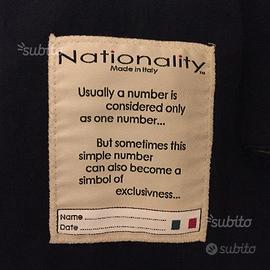 subito
Nationality™
Made in Italy
Usually a number is
considered only
as one number...
But sometimes this
simple number
can also become a
simbol of
exclusivness...
Name
Date
subito
subito